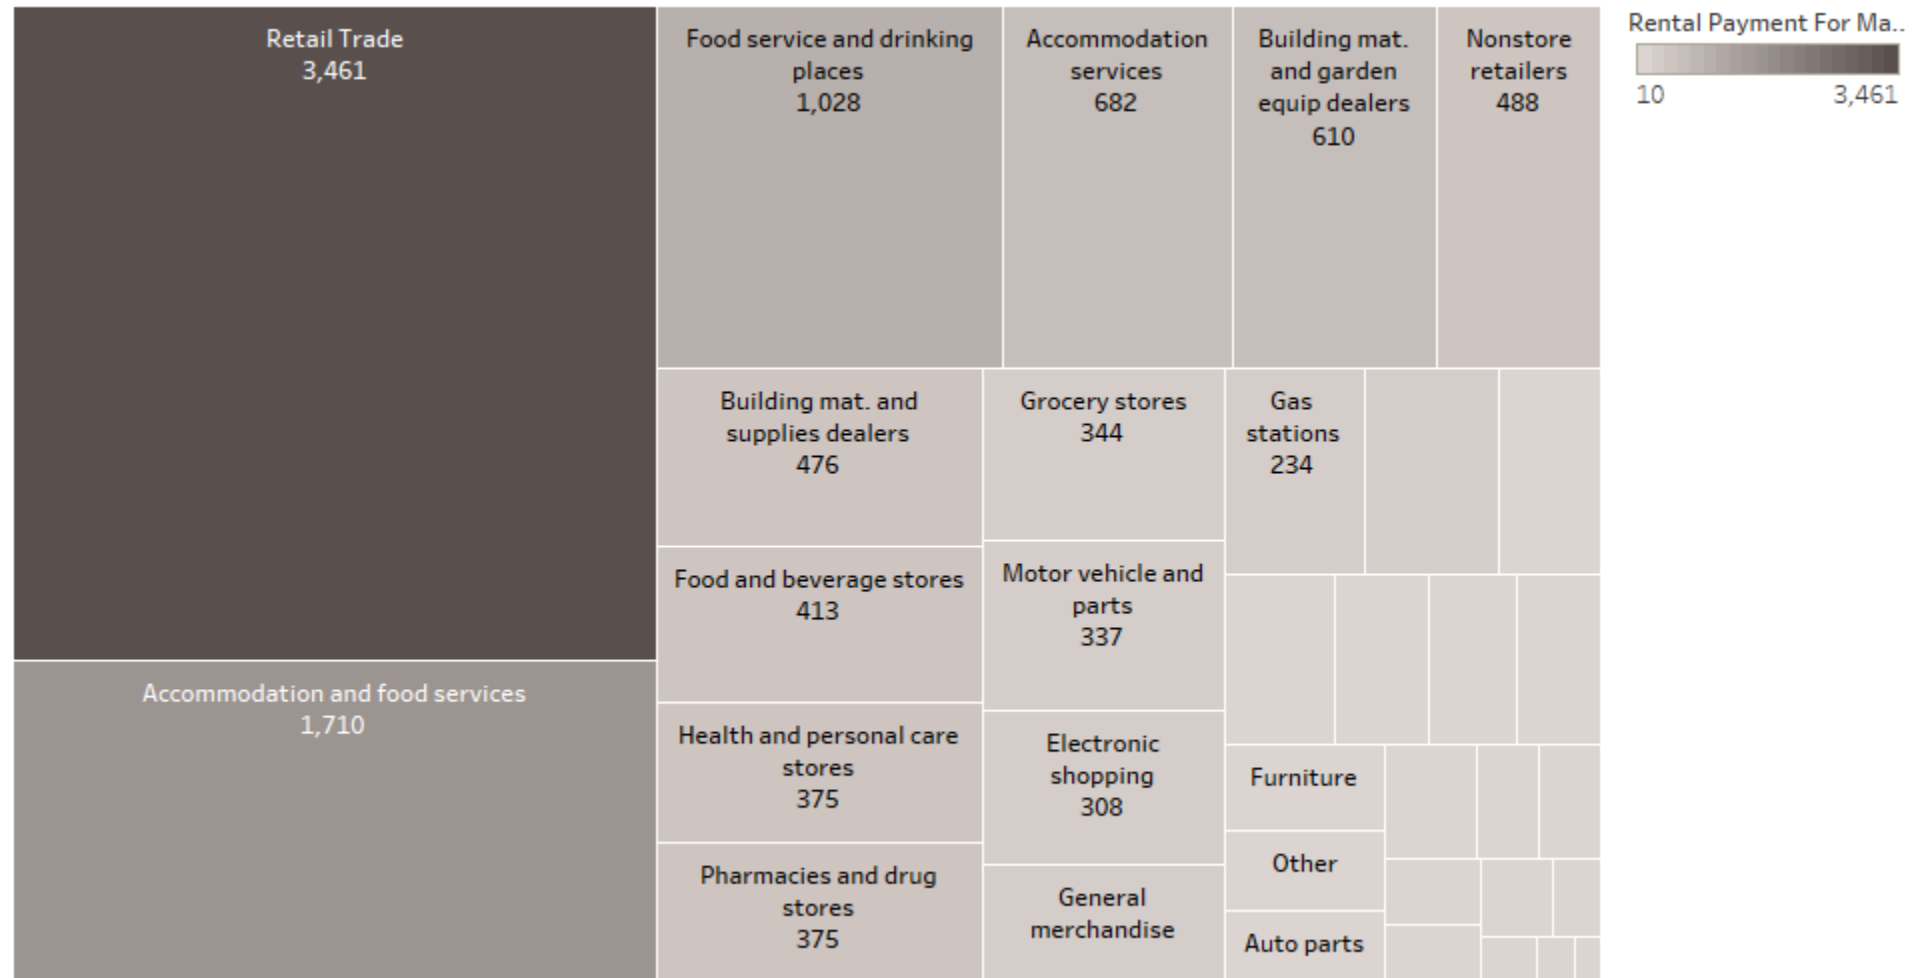 Retail Trade
3,461
Food service and drinking
places
1,028
Accommodation
services
682
Building mat.
and garden
equip dealers
610
Nonstore
retailers
488
Rental Payment For Ma..
10
3,461
Building mat. and
supplies dealers
476
Grocery stores
344
Gas
stations
234
Food and beverage stores
413
Motor vehicle and
parts
337
Accommodation and food services
1,710
Health and personal care
stores
375
Electronic
shopping
308
Furniture
Other
Pharmacies and drug
stores
375
General
merchandise
Auto parts